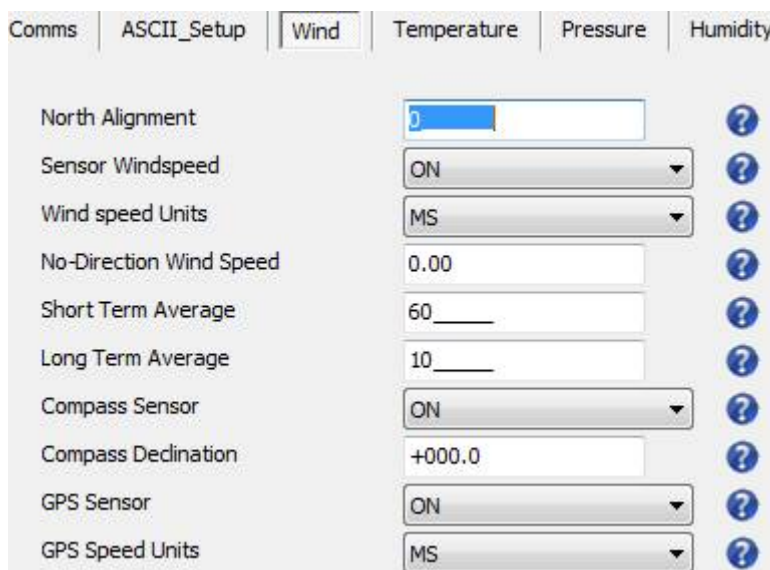 Comms ASCII_Setup Wind Temperature Pressure Humidity
North Alignment 0
Sensor Windspeed ON
Wind speed Units MS
No-Direction Wind Speed 0.00
Short Term Average 60_____
Long Term Average 10_____
Compass Sensor ON
Compass Declination +000.0
GPS Sensor ON
GPS Speed Units MS